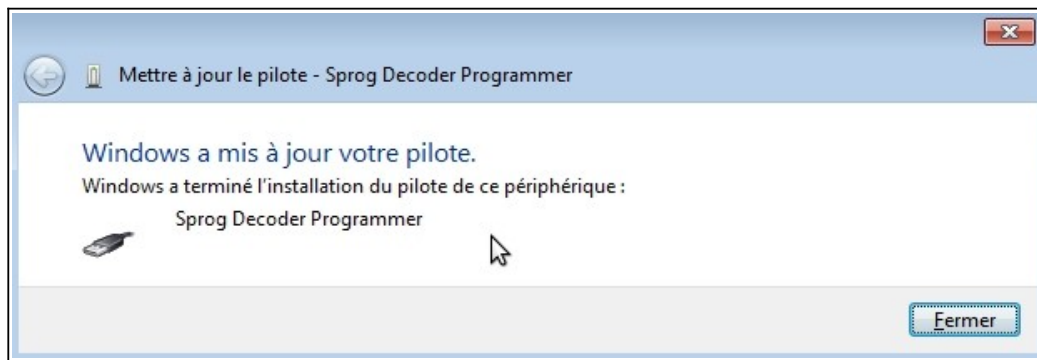 Mettre à jour le pilote - Sprog Decoder Programmer
Windows a mis à jour votre pilote.
Windows a terminé l'installation du pilote de ce périphérique :
Sprog Decoder Programmer
Fermer